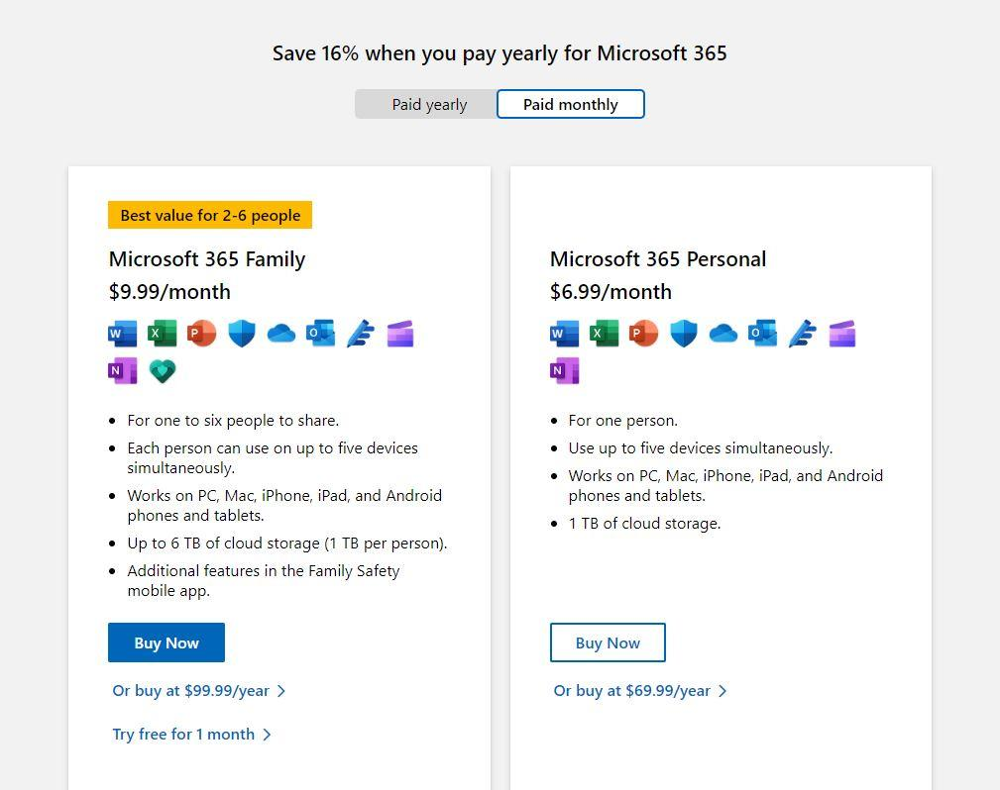 Save 16% when you pay yearly for Microsoft 365
Paid yearly
Paid monthly
Best value for 2-6 people
Microsoft 365 Family
$9.99/month
W X P O
N
• For one to six people to share.
• Each person can use on up to five devices
simultaneously.
• Works on PC, Mac, iPhone, iPad, and Android
phones and tablets.
• Up to 6 TB of cloud storage (1 TB per person).
• Additional features in the Family Safety
mobile app.
Buy Now
Or buy at $99.99/year
Try free for 1 month
Microsoft 365 Personal
$6.99/month
W X P O
N
• For one person.
• Use up to five devices simultaneously.
• Works on PC, Mac, iPhone, iPad, and Android
phones and tablets.
• 1 TB of cloud storage.
Buy Now
Or buy at $69.99/year